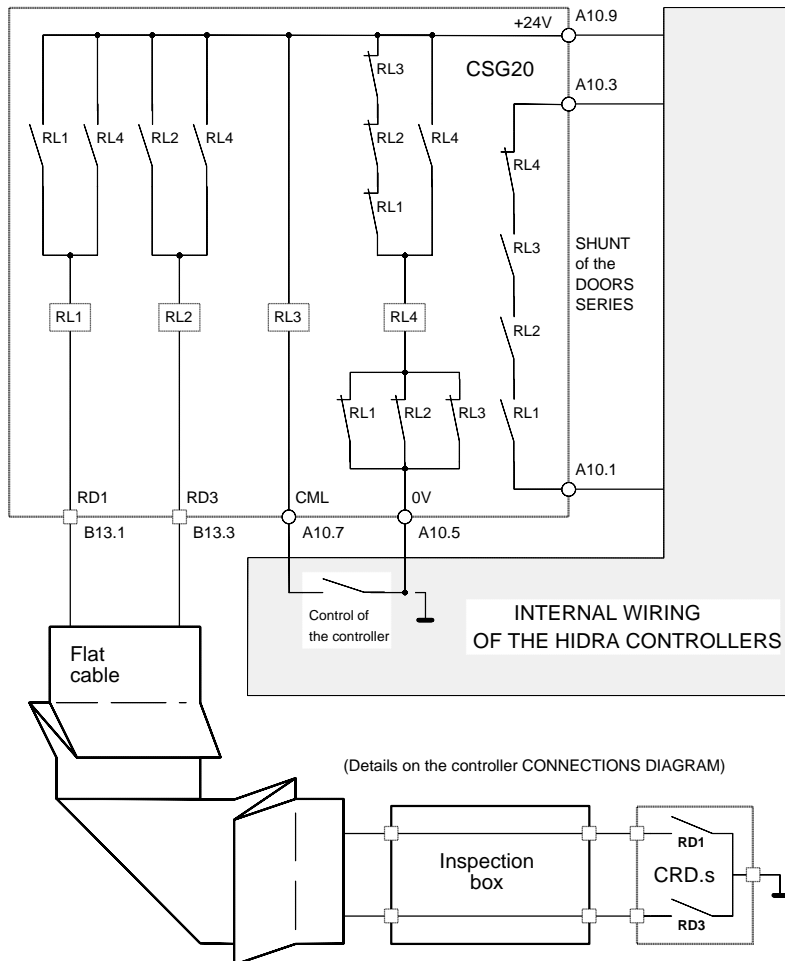 +24V
A10.9
CSG20
A10.3
RL3
RL1
RL4
RL2
RL4
RL2
RL4
RL4
RL1
RL3
SHUNT
of the
DOORS
SERIES
RL1
RL2
RL3
RL4
RL2
RL1
RL2
RL3
RL1
A10.1
RD1
RD3
CML
0V
B13.1
B13.3
A10.7
A10.5
Control of
the controller
INTERNAL WIRING
OF THE HIDRA CONTROLLERS
Flat
cable
(Details on the controller CONNECTIONS DIAGRAM)
Inspection
box
RD1
CRD.s
RD3